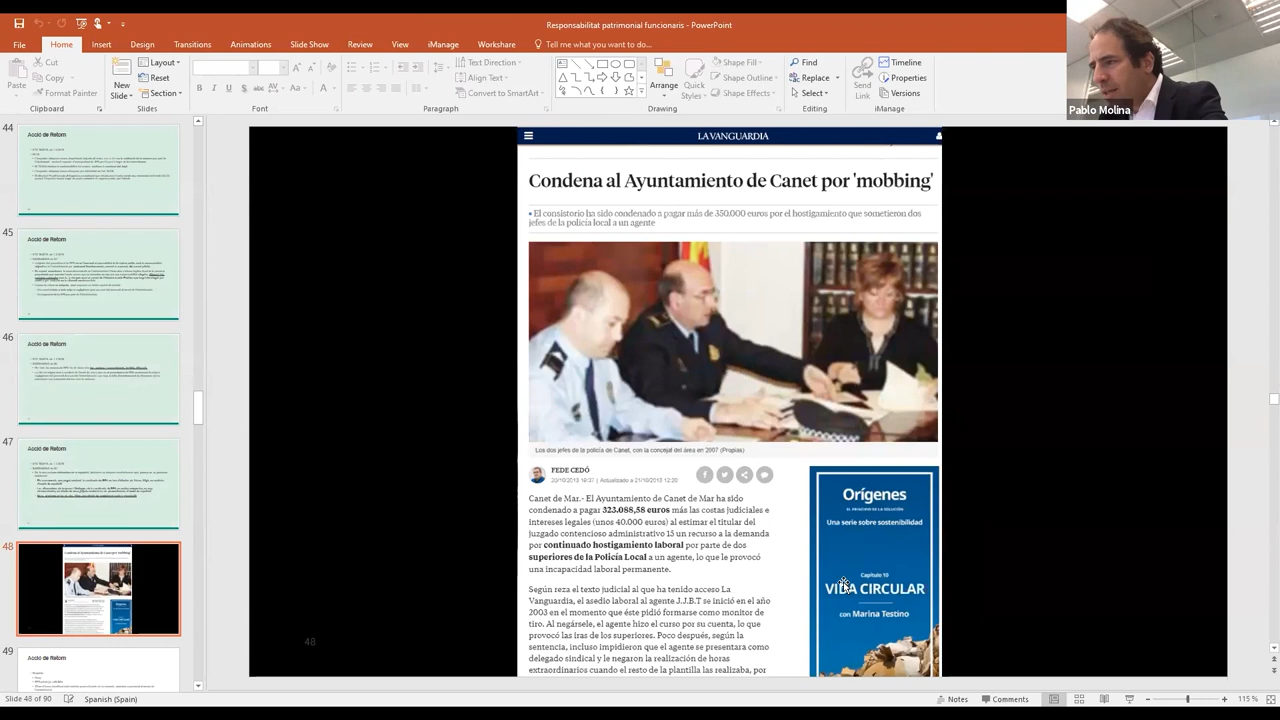 Responsabilitat patrimonial funcionaris - PowerPoint
File Home Insert Design Transitions Animations Slide Show Review View iManage Workshare Tell me what you want to do...
Paste
Cut
Copy
Format Painter
Clipboard
New
Slide
Layout
Reset
Section
Slides
Font
Text Direction
Align Text
Convert to SmartArt
Paragraph
Arrange
Quick
Styles
Shape Fill
Shape Outline
Shape Effects
Drawing
Find
Replace
Select
Editing
Send
Link
Timeline
Properties
Versions
iManage
Pablo Molina
44
Acció de Retorn
45
Acció de Retorn
46
Acció de Retorn
47
Acció de Retorn
48
49
Acció de Retorn
LA VANGUARDIA
Condena al Ayuntamiento de Canet por 'mobbing'
El consistorio ha sido condenado a pagar más de 350.000 euros por el hostigamiento que sometieron dos
jefes de la policía local a un agente
Los dos jefes de la policía de Canet, con la concejal del área en 2007 (Propias)
FEDE CEDÓ
Canet de Mar.- El Ayuntamiento de Canet de Mar ha sido
condenado a pagar 323.088,58 euros más las costas judiciales e
intereses legales (unos 40.000 euros) al estimar el titular del
juzgado contencioso administrativo 15 un recurso a la demanda
por continuado hostigamiento laboral por parte de dos
superiores de la Policía Local a un agente, lo que le provocó
una incapacidad laboral permanente.
Según reza el texto judicial al que ha tenido acceso La
Vanguardia, el asedio laboral al agente J.J.B.T se inició en el año
2003 en el momento que éste pidió formarse como monitor de
tiro. Al negársele, el agente hizo el curso por su cuenta, lo que
provocó las iras de los superiores. Poco después, según la
sentencia, incluso impidieron que el agente se presentara como
delegado sindical y le negaron la realización de horas
extraordinarios cuando el resto de la plantilla las realizaba, por
Orígenes
Una serie sobre sostenibilidad
Capítulo 10
VIDA CIRCULAR
con Marina Testino
48
Slide 48 of 90 Spanish (Spain) Notes Comments 115 %